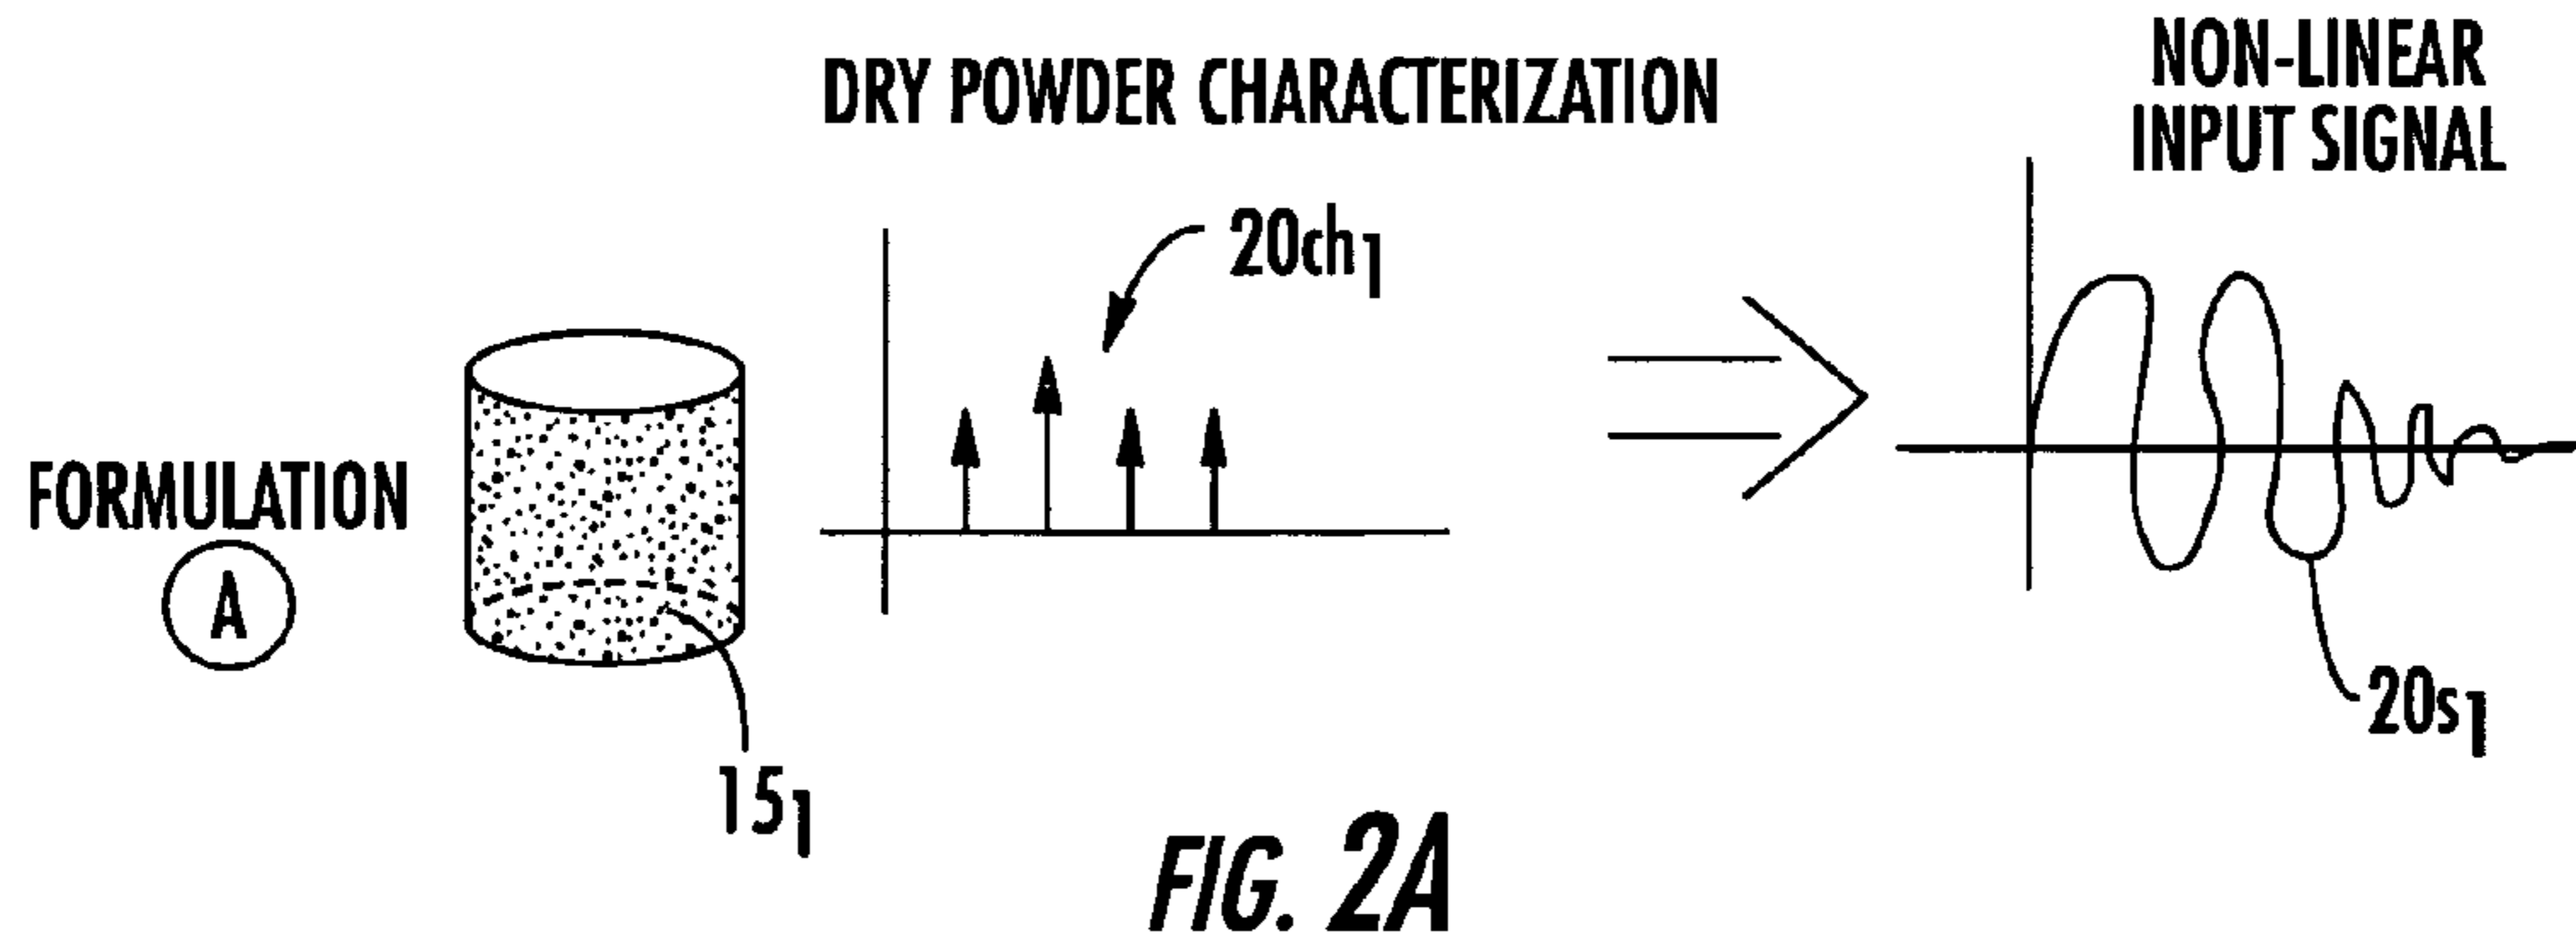 DRY POWDER CHARACTERIZATION
NON-LINEAR
INPUT SIGNAL
20ch1
FORMULATION
A
151
20s1
FIG. 2A